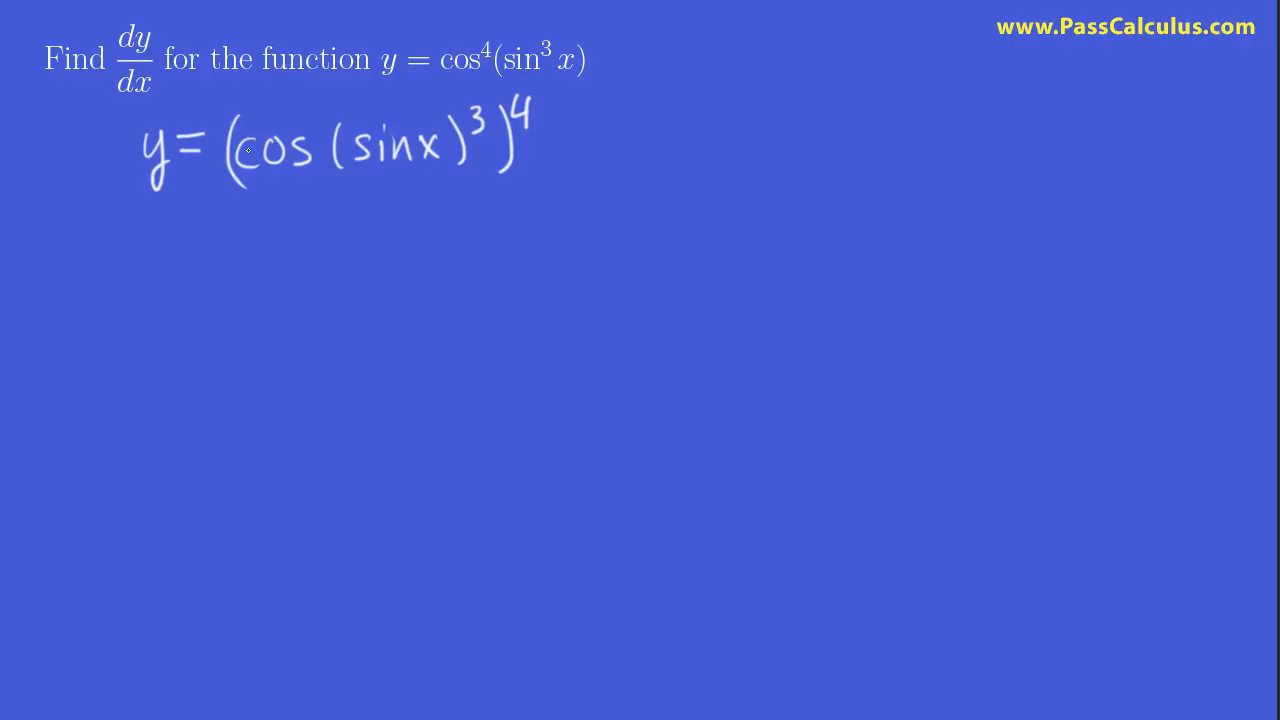 www.PassCalculus.com
Find dy/dx for the function y = cos⁴(sin³ x)
y = (cos (sinx)³)⁴